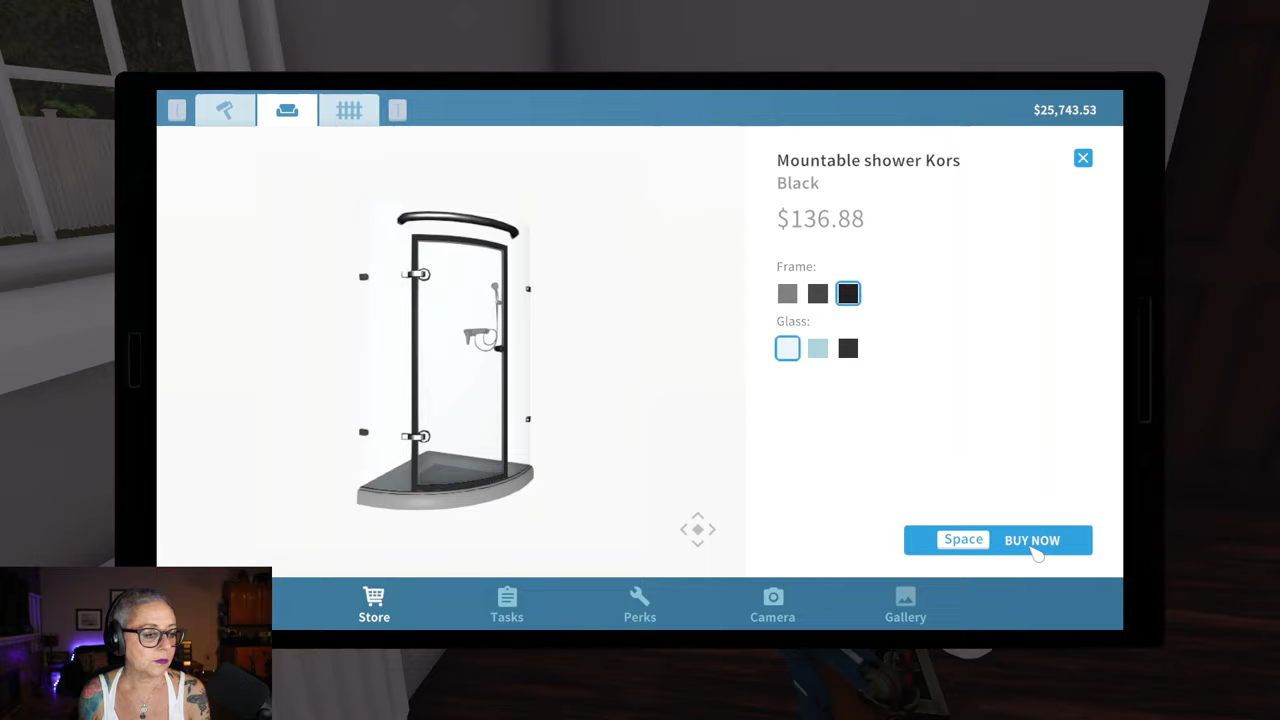 $25,743.53
Mountable shower Kors
Black
$136.88
Frame:
Glass:
Space BUY NOW
Store Tasks Perks Camera Gallery